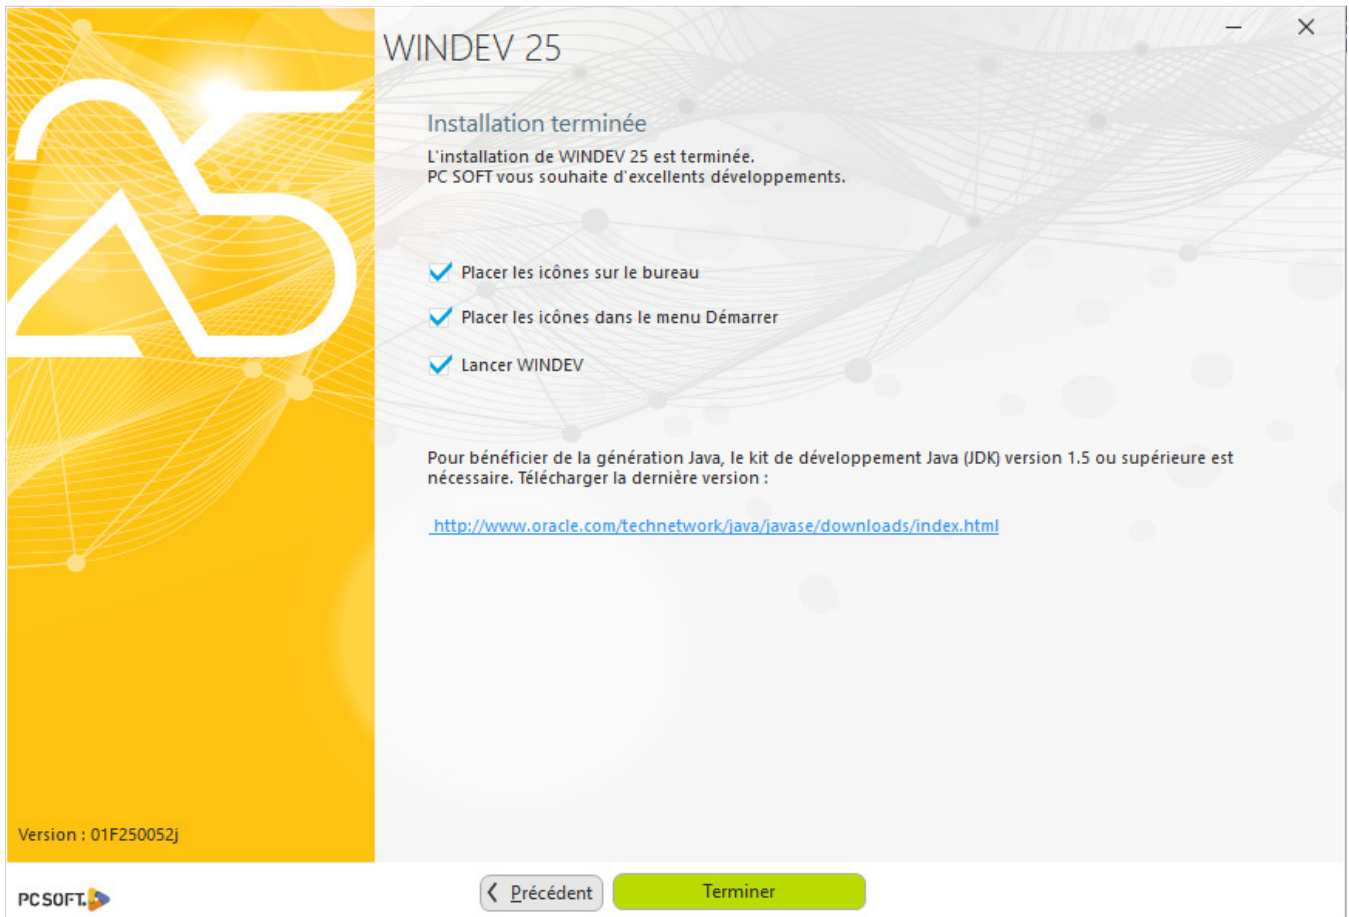 WINDEV 25
Installation terminée
L'installation de WINDEV 25 est terminée.
PC SOFT vous souhaite d'excellents développements.
Placer les icônes sur le bureau
Placer les icônes dans le menu Démarrer
Lancer WINDEV
Pour bénéficier de la génération Java, le kit de développement Java (JDK) version 1.5 ou supérieure est
nécessaire. Télécharger la dernière version :
http://www.oracle.com/technetwork/java/javase/downloads/index.html
25
Version : 01F250052j
PC SOFT
Précédent
Terminer